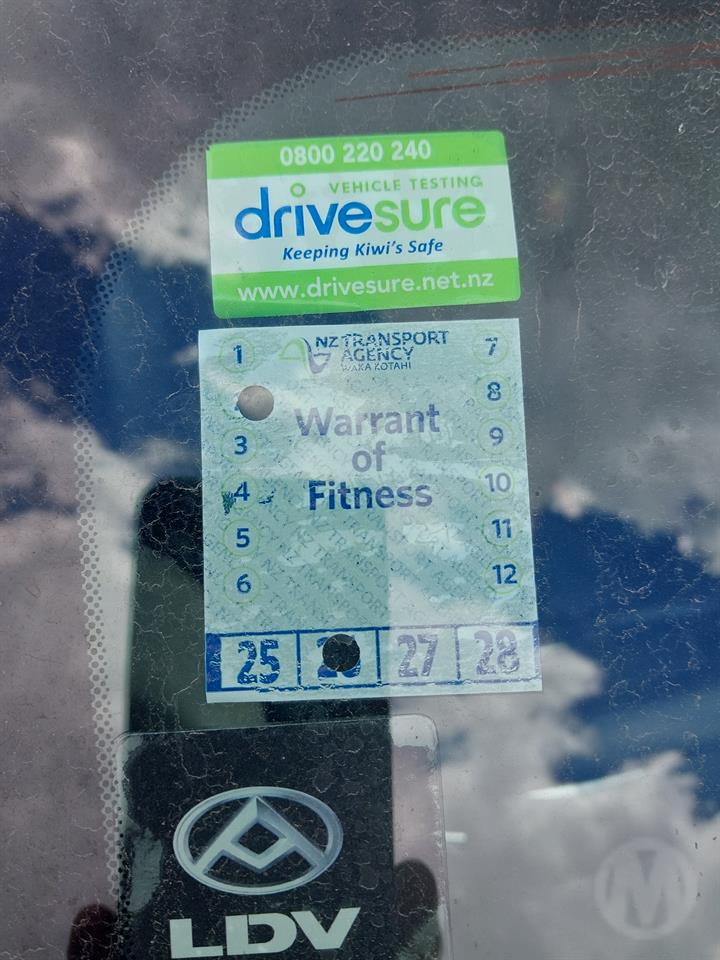 0800 220 240
VEHICLE TESTING
drivesure
Keeping Kiwi's Safe
www.drivesure.net.nz
NZ TRANSPORT
AGENCY
WAKA KOTAHI
1
7
8
Warrant
of
Fitness
3
9
4
10
5
11
6
12
25
27
28
LDV
M